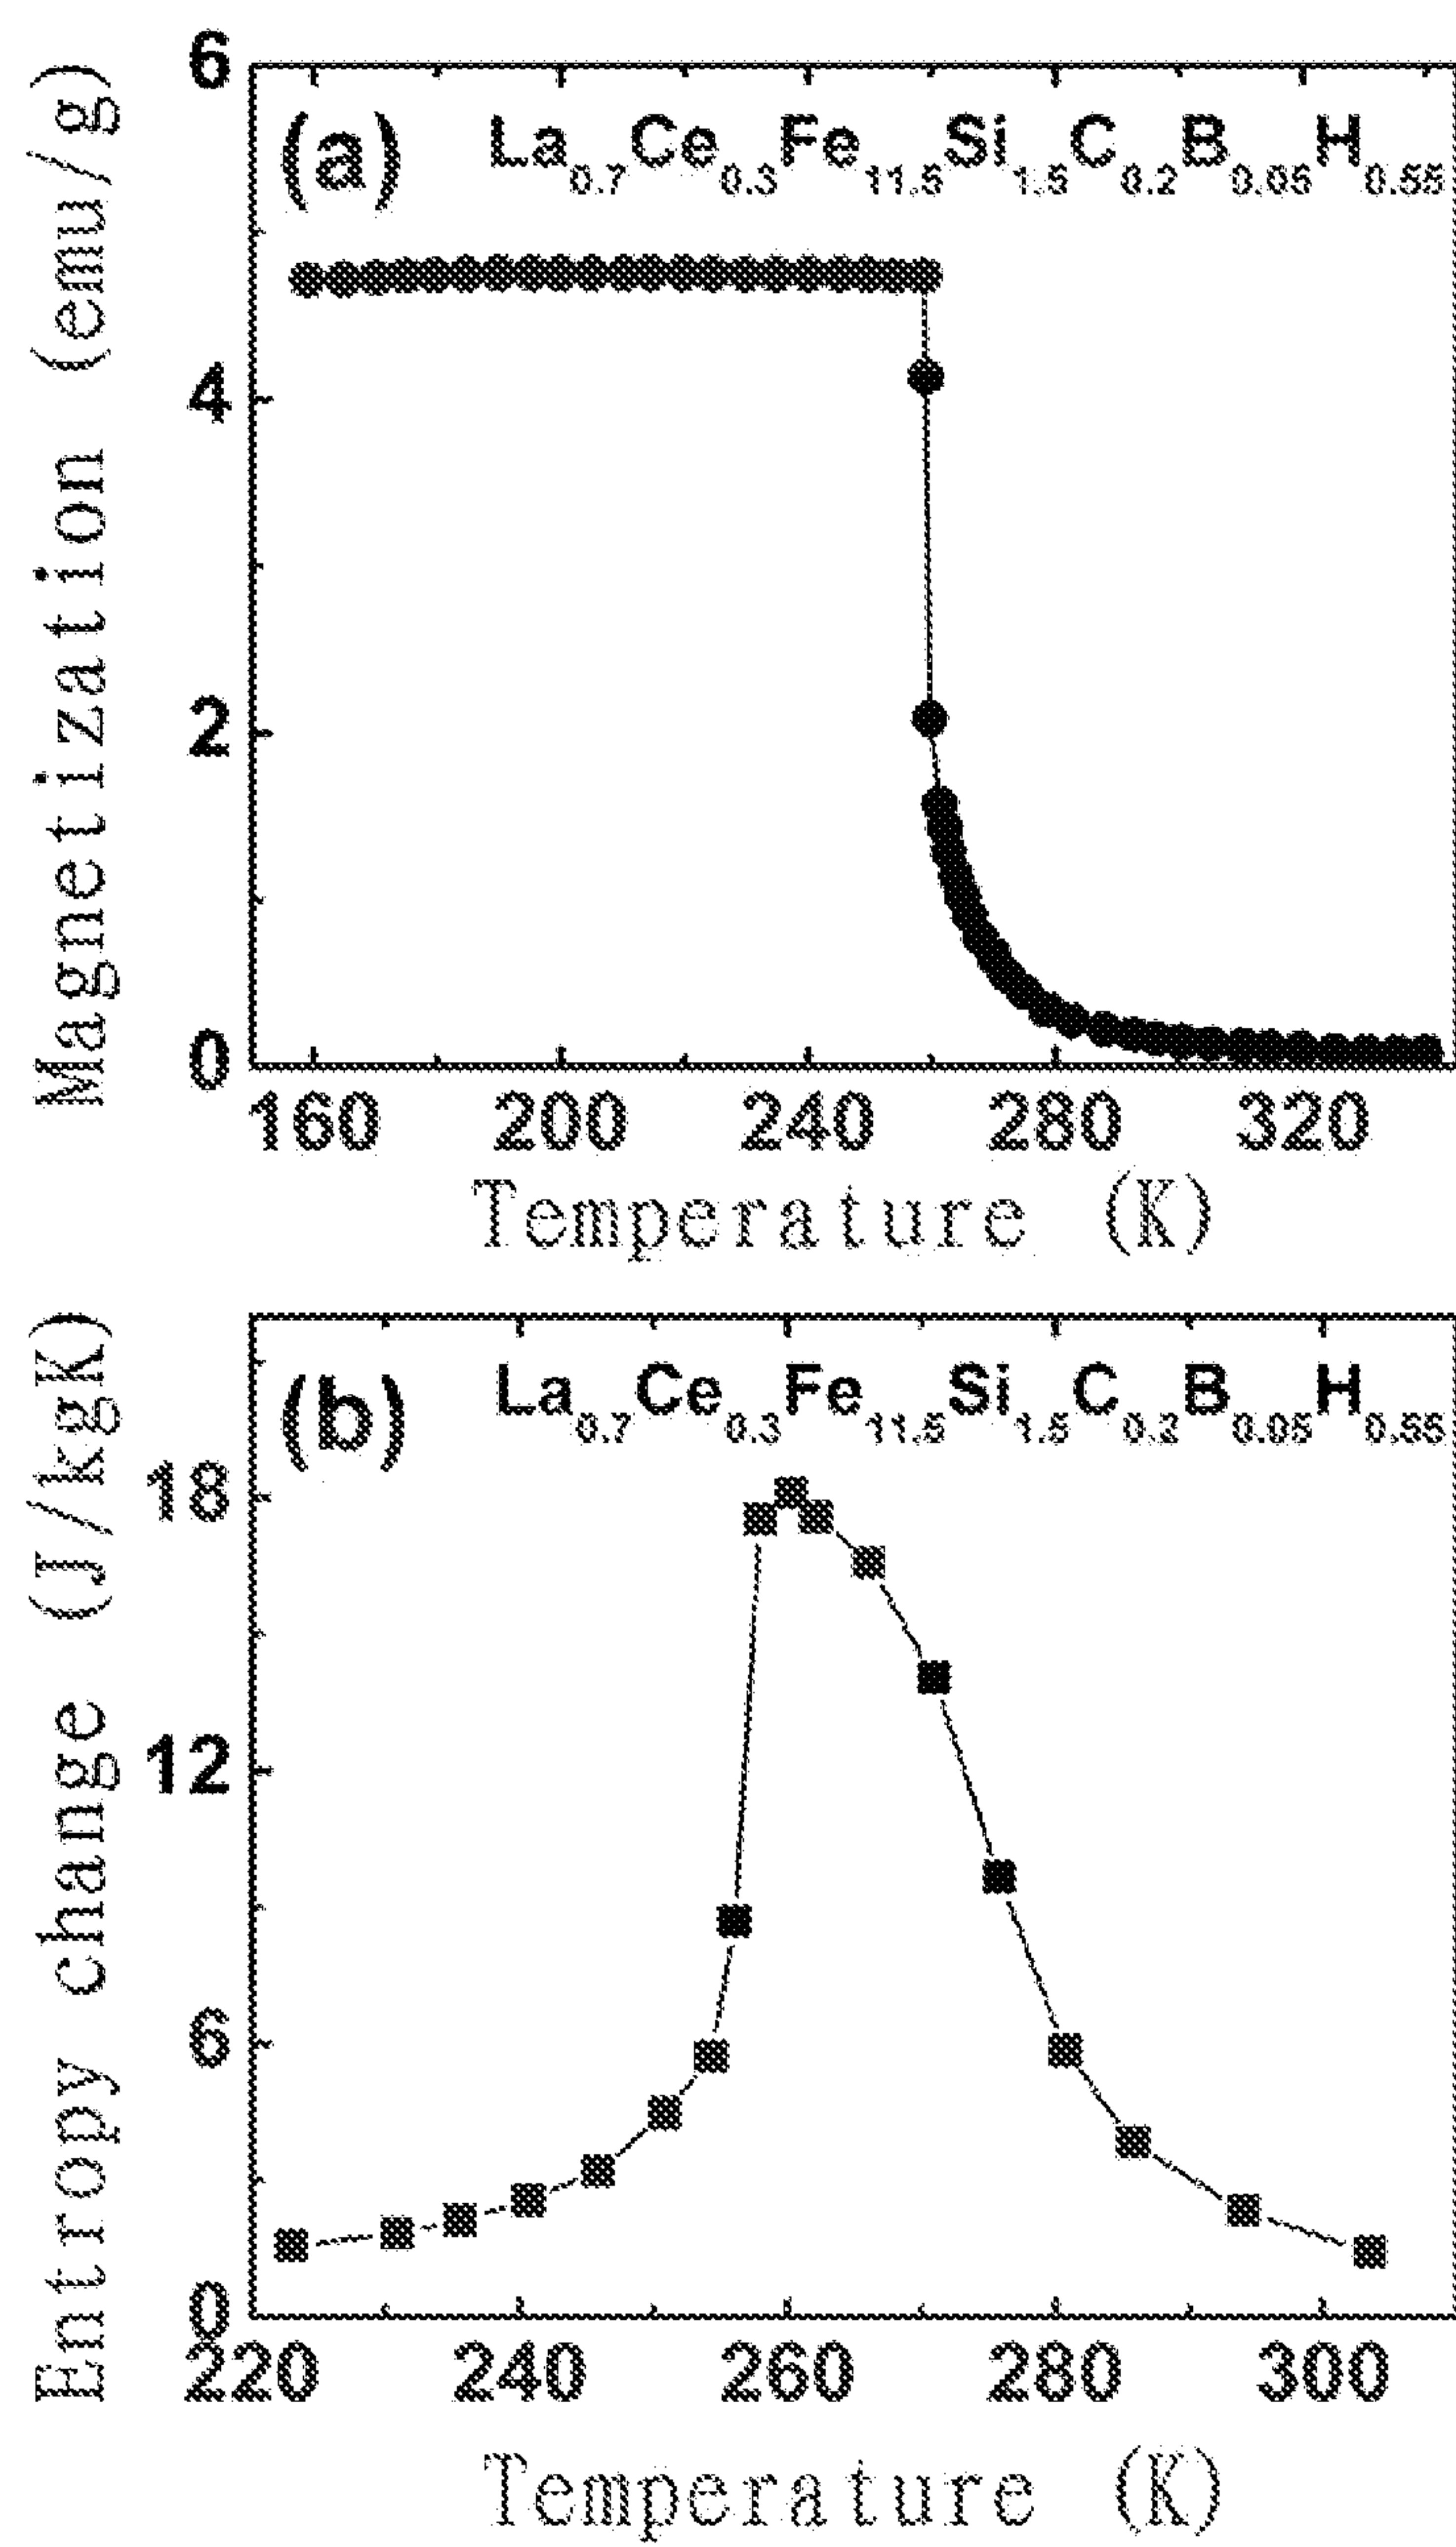 6
(a) La0.7Ce0.3Fe11.5Si1.5C0.2B0.05H0.55
4
2
0
Magnetization (emu/g)
160 200 240 280 320
Temperature (K)
(b) La0.7Ce0.3Fe11.5Si1.5C0.2B0.05H0.55
18
12
6
0
Entropy change (J/kgK)
220 240 260 280 300
Temperature (K)